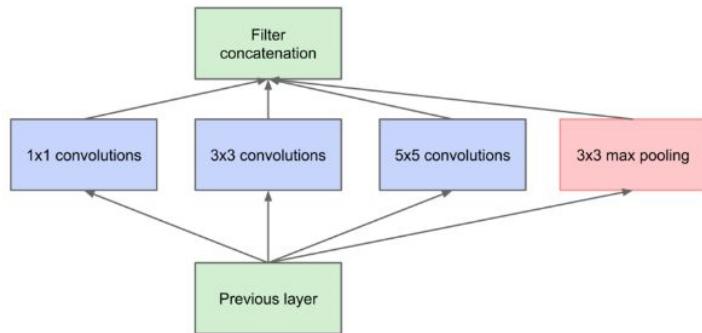 Filter
concatenation
1x1 convolutions
3x3 convolutions
5x5 convolutions
3x3 max pooling
Previous layer